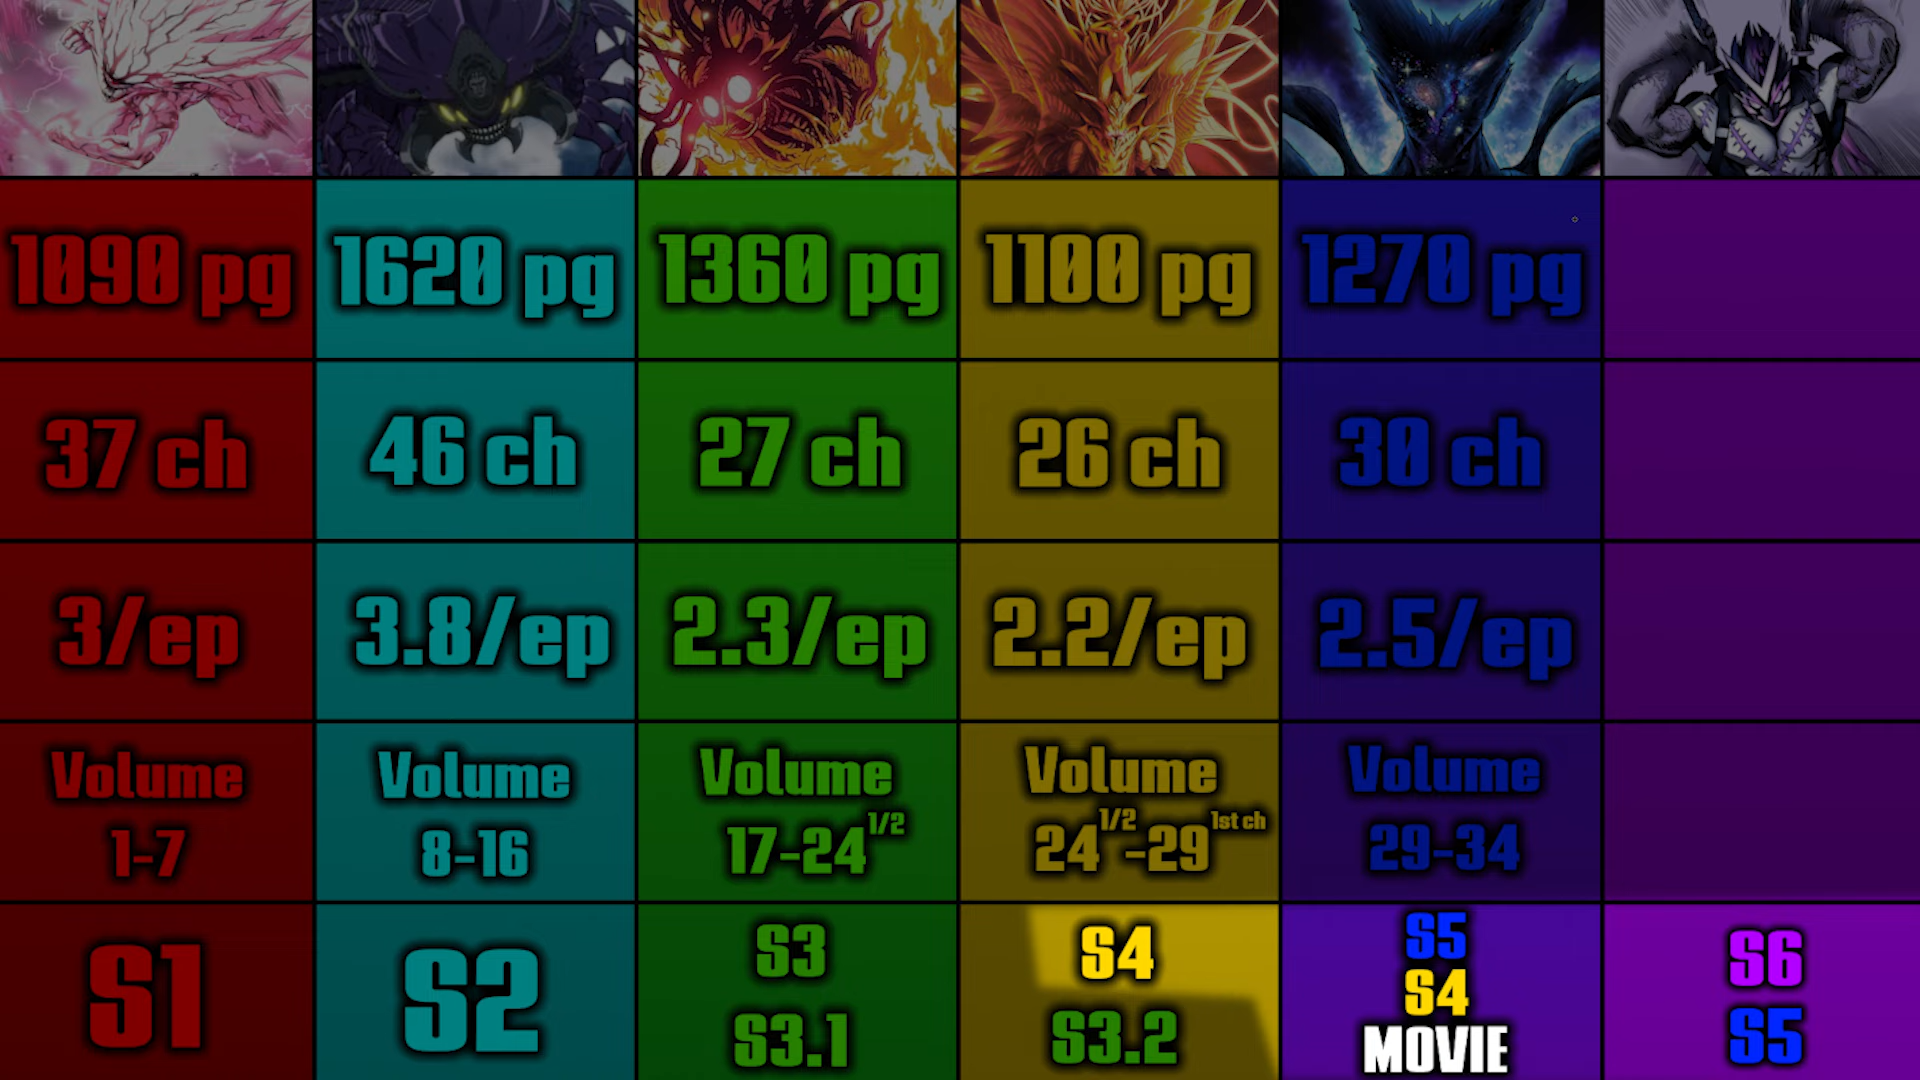 1090 pg
1620 pg
1360 pg
1100 pg
1270 pg
37 ch
46 ch
27 ch
26 ch
30 ch
3/ep
3.8/ep
2.3/ep
2.2/ep
2.5/ep
Volume
1-7
Volume
8-16
Volume
17-24 1/2
Volume
24 1/2 -29 1st ch
Volume
29-34
S1
S2
S3
S3.1
S4
S3.2
S5
S4
MOVIE
S6
S5